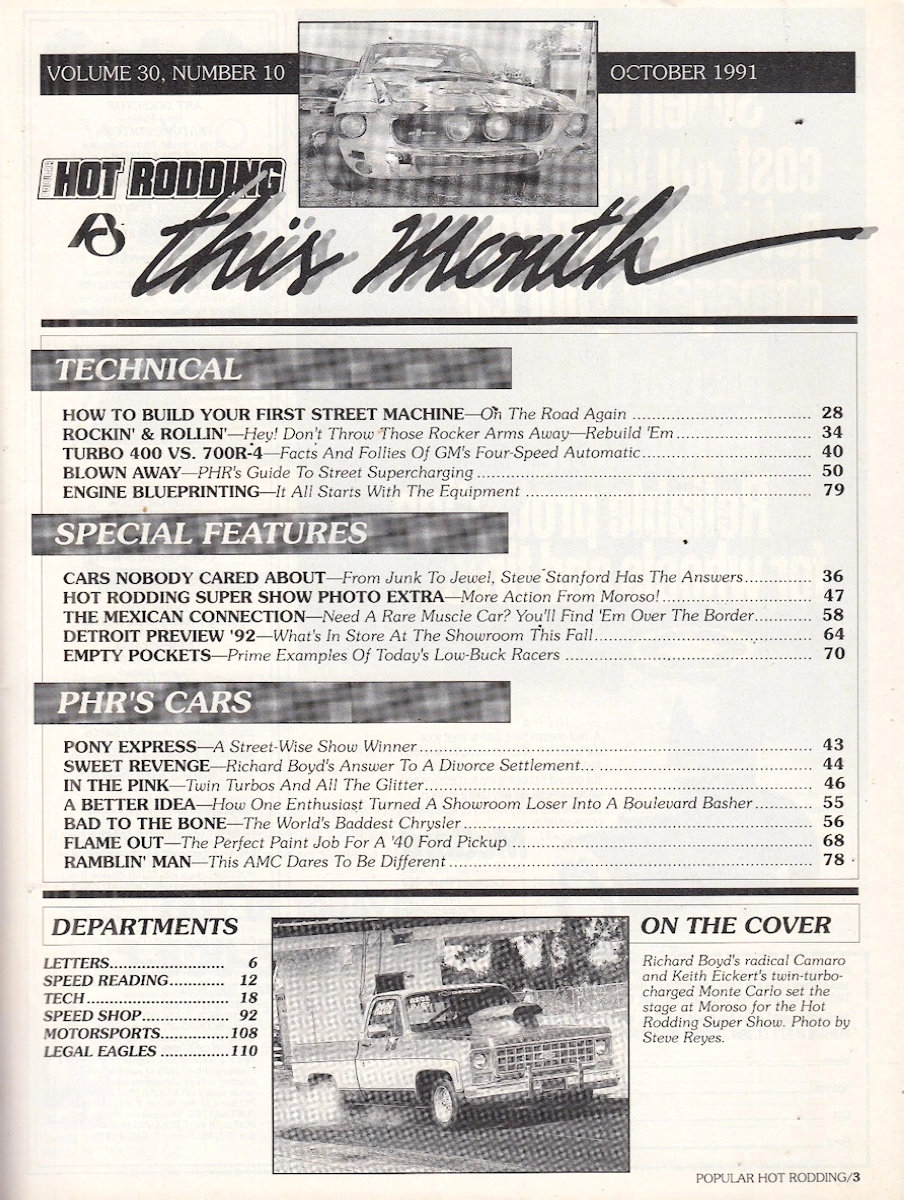 VOLUME 30, NUMBER 10
OCTOBER 1991
HOT RODDING
this month
TECHNICAL
HOW TO BUILD YOUR FIRST STREET MACHINE—On The Road Again 28
ROCKIN' & ROLLIN'—Hey! Don't Throw Those Rocker Arms Away—Rebuild 'Em 34
TURBO 400 VS. 700R-4—Facts And Follies Of GM's Four-Speed Automatic 40
BLOWN AWAY—PHR's Guide To Street Supercharging 50
ENGINE BLUEPRINTING—It All Starts With The Equipment 79
SPECIAL FEATURES
CARS NOBODY CARED ABOUT—From Junk To Jewel, Steve Stanford Has The Answers 36
HOT RODDING SUPER SHOW PHOTO EXTRA—More Action From Moroso! 47
THE MEXICAN CONNECTION—Need A Rare Muscle Car? You'll Find 'Em Over The Border 58
DETROIT PREVIEW '92—What's In Store At The Showroom This Fall 64
EMPTY POCKETS—Prime Examples Of Today's Low-Buck Racers 70
PHR'S CARS
PONY EXPRESS—A Street-Wise Show Winner 43
SWEET REVENGE—Richard Boyd's Answer To A Divorce Settlement... 44
IN THE PINK—Twin Turbos And All The Glitter 46
A BETTER IDEA—How One Enthusiast Turned A Showroom Loser Into A Boulevard Basher 55
BAD TO THE BONE—The World's Baddest Chrysler 56
FLAME OUT—The Perfect Paint Job For A '40 Ford Pickup 68
RAMBLIN' MAN—This AMC Dares To Be Different 78
DEPARTMENTS
LETTERS 6
SPEED READING 12
TECH 18
SPEED SHOP 92
MOTORSPORTS 108
LEGAL EAGLES 110
ON THE COVER
Richard Boyd's radical Camaro
and Keith Eickert's twin-turbo-
charged Monte Carlo set the
stage at Moroso for the Hot
Rodding Super Show. Photo by
Steve Reyes.
POPULAR HOT RODDING/3